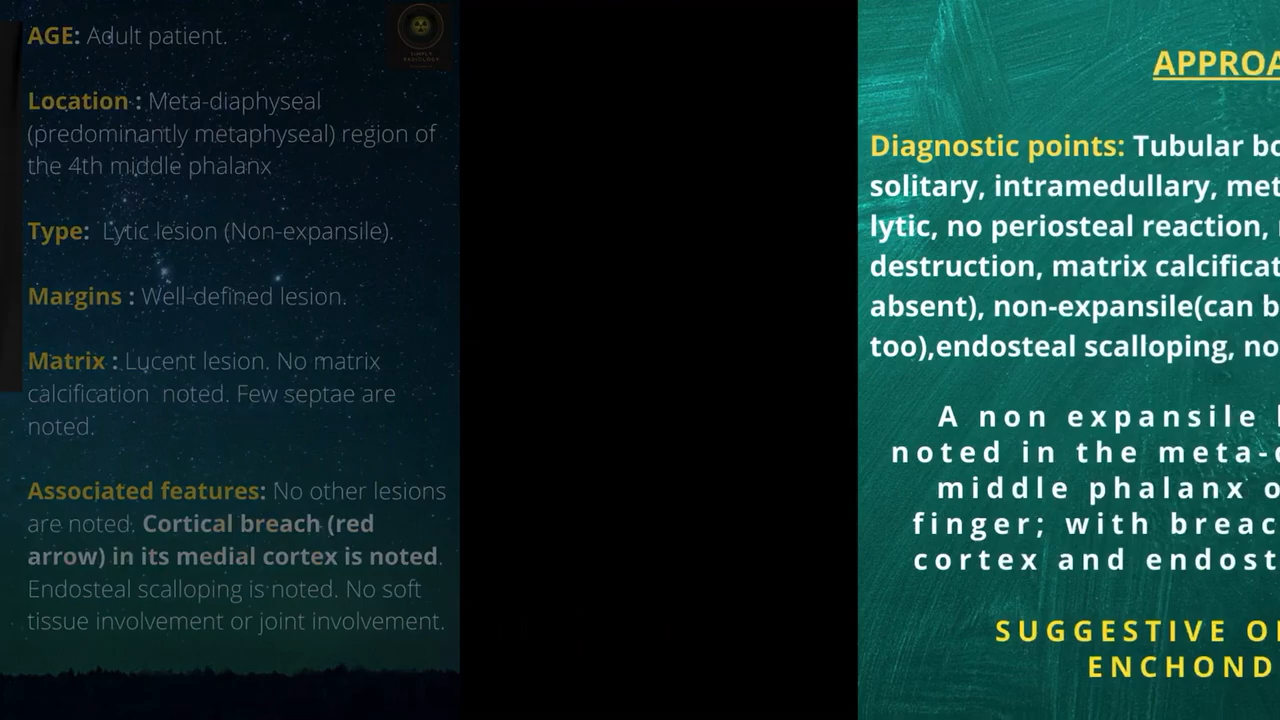 AGE: Adult patient.
Location : Meta-diaphyseal
(predominantly metaphyseal) region of
the 4th middle phalanx
Type: Lytic lesion (Non-expansile).
Margins : Well-defined lesion.
Matrix : Lucent lesion. No matrix
calcification noted. Few septae are
noted.
Associated features: No other lesions
are noted. Cortical breach (red
arrow) in its medial cortex is noted.
Endosteal scalloping is noted. No soft
tissue involvement or joint involvement.
SIMPLY
RADIOLOGY
APPROA
Diagnostic points: Tubular bo
solitary, intramedullary, met
lytic, no periosteal reaction,
destruction, matrix calcificat
absent), non-expansile(can b
too),endosteal scalloping, no
A non expansile
noted in the meta-
middle phalanx o
finger; with breac
cortex and endost
SUGGESTIVE O
ENCHOND